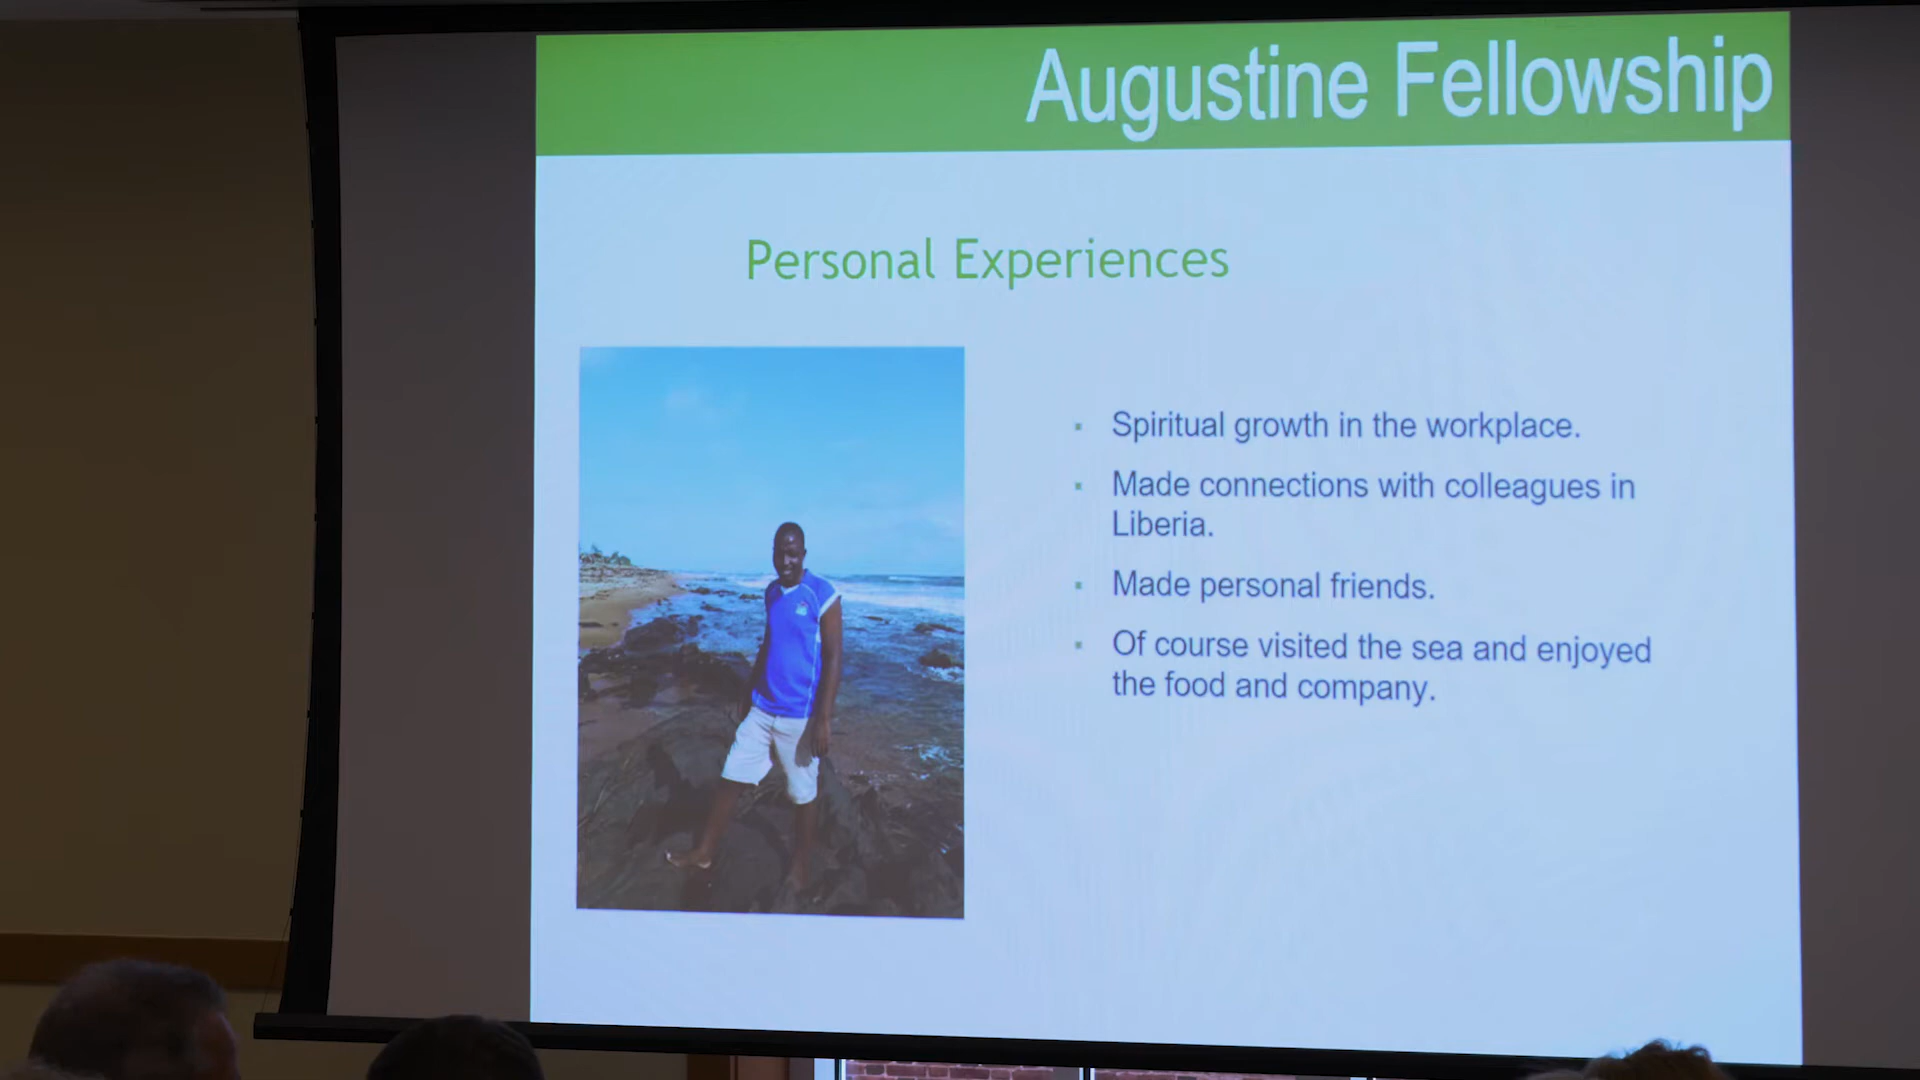 Augustine Fellowship
Personal Experiences
▪ Spiritual growth in the workplace.
▪ Made connections with colleagues in
Liberia.
▪ Made personal friends.
▪ Of course visited the sea and enjoyed
the food and company.